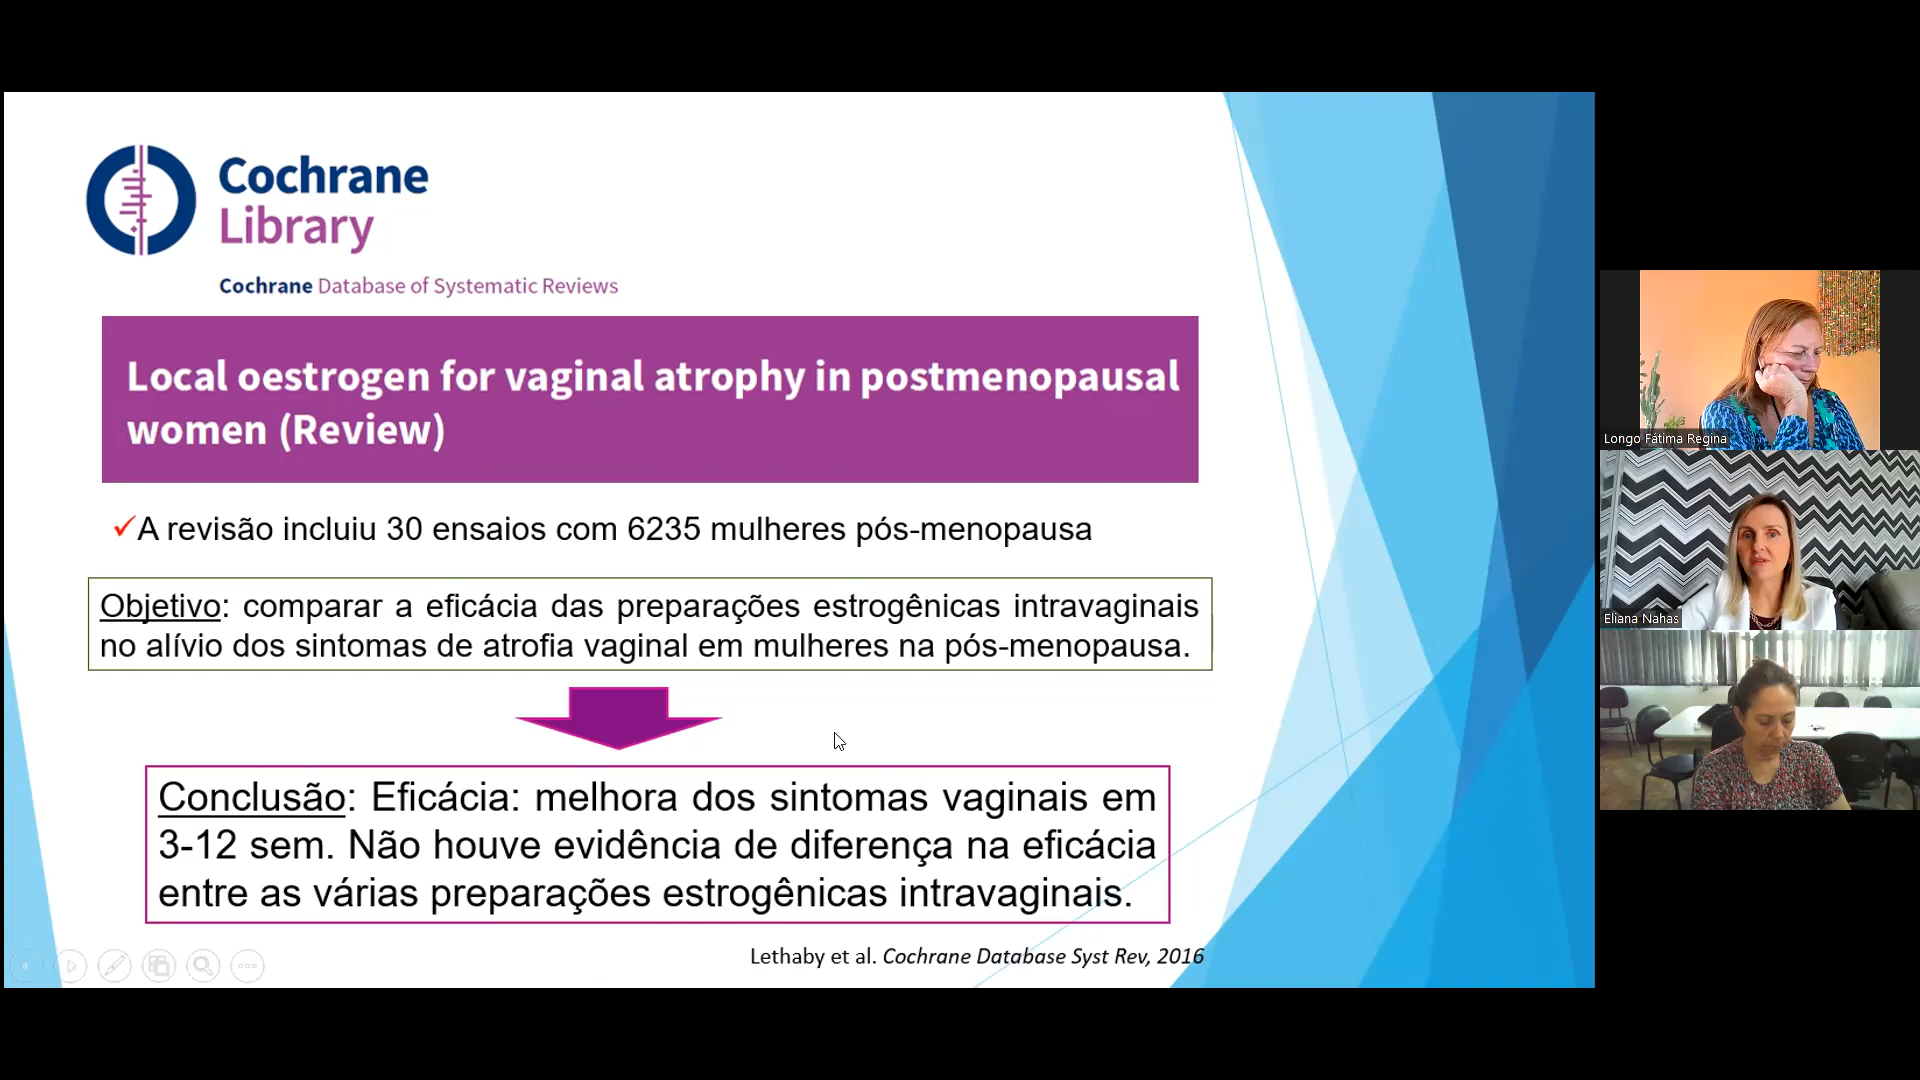 Cochrane
Library
Cochrane Database of Systematic Reviews
Local oestrogen for vaginal atrophy in postmenopausal
women (Review)
✓A revisão incluiu 30 ensaios com 6235 mulheres pós-menopausa
Objetivo: comparar a eficácia das preparações estrogênicas intravaginais
no alívio dos sintomas de atrofia vaginal em mulheres na pós-menopausa.
Conclusão: Eficácia: melhora dos sintomas vaginais em
3-12 sem. Não houve evidência de diferença na eficácia
entre as várias preparações estrogênicas intravaginais.
Lethaby et al. Cochrane Database Syst Rev, 2016
Longo Fátima Regina
Eliana Nahas